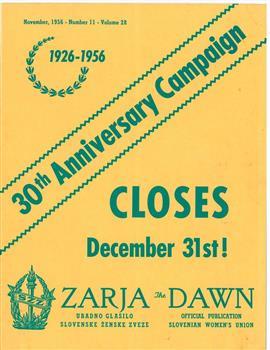 November, 1956 - Number 11 - Volume 28
1926-1956
30th Anniversary Campaign
CLOSES
December 31st!
ZARJA The DAWN
URADNO GLASILO
SLOVENSKE ŽENSKE ZVEZE
OFFICIAL PUBLICATION
SLOVENIAN WOMEN'S UNION